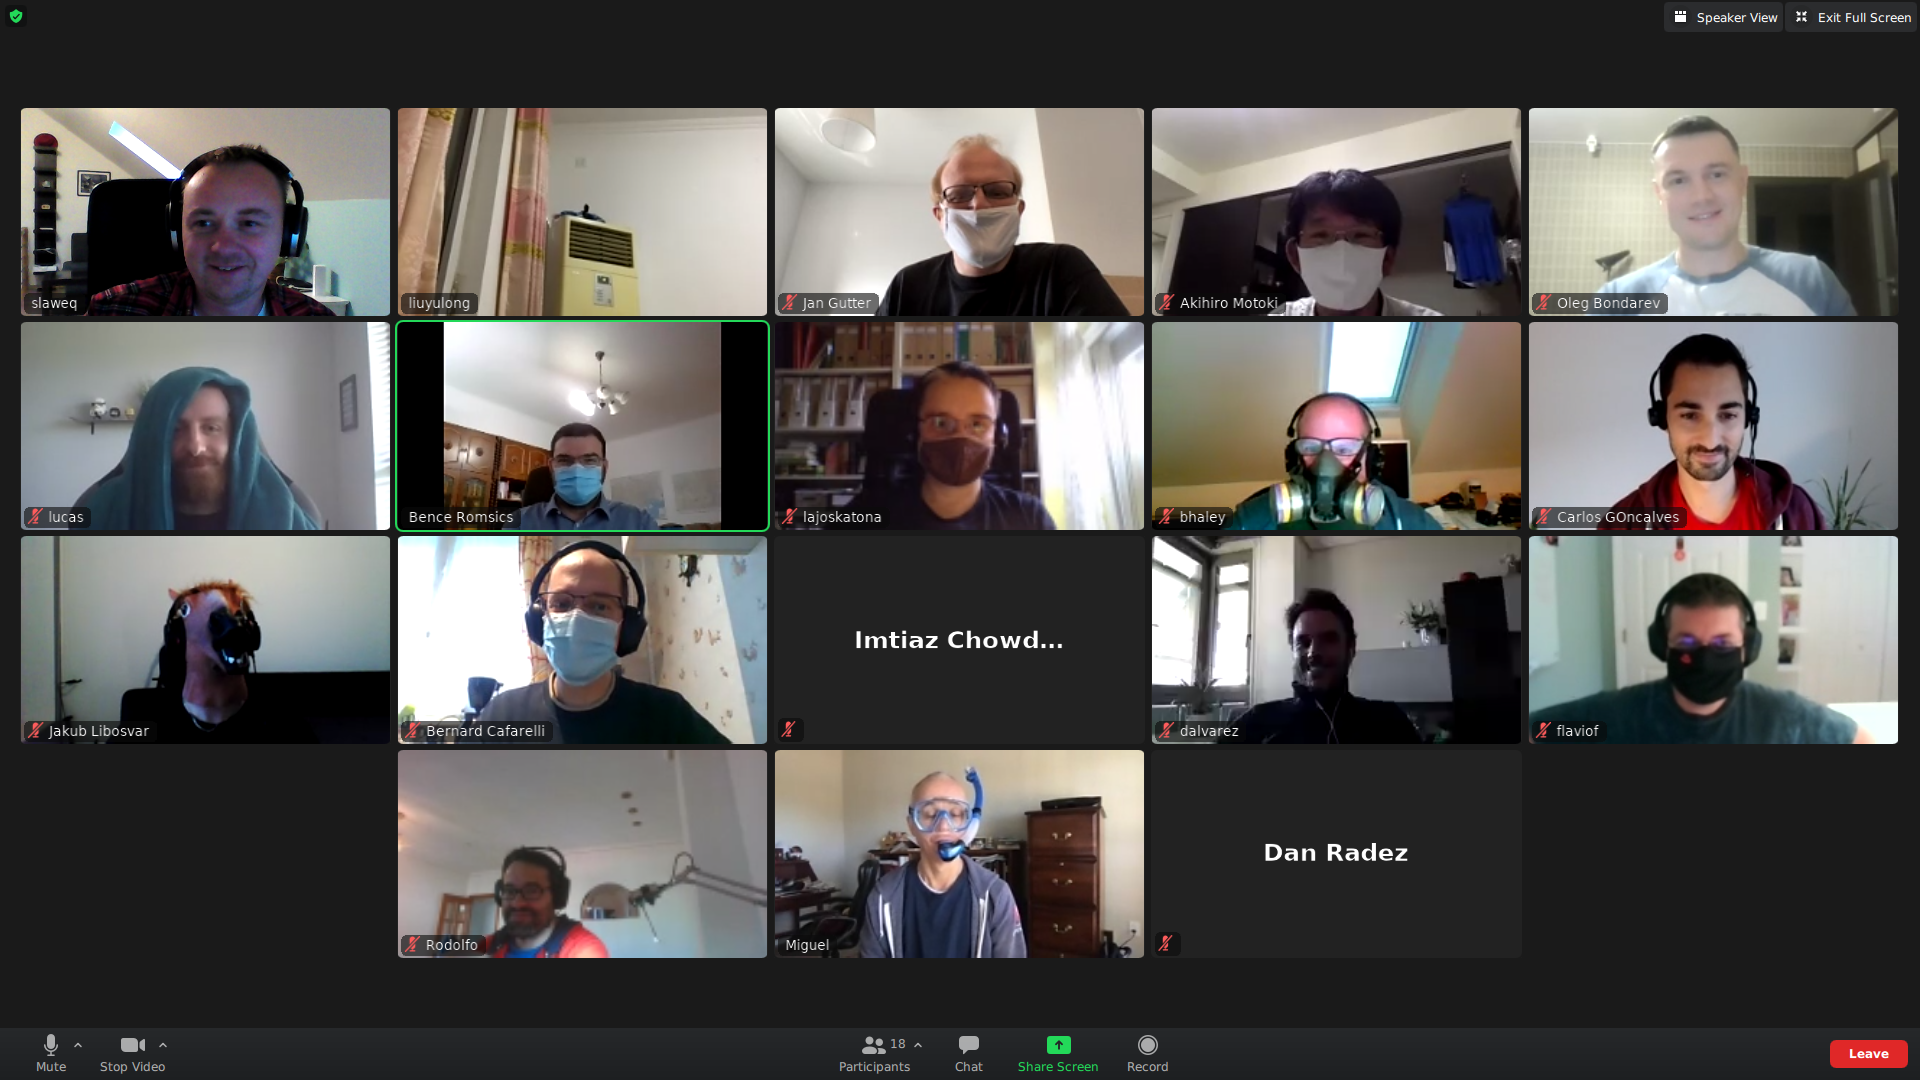 Speaker View
Exit Full Screen
slaweq
liuyulong
Jan Gutter
Akihiro Motoki
Oleg Bondarev
lucas
Bence Romsics
lajoskatona
bhaley
Carlos GOncalves
Jakub Libosvar
Bernard Cafarelli
Imtiaz Chowd...
dalvarez
flaviof
Rodolfo
Miguel
Dan Radez
Mute
Stop Video
18
Participants
Chat
Share Screen
Record
Leave